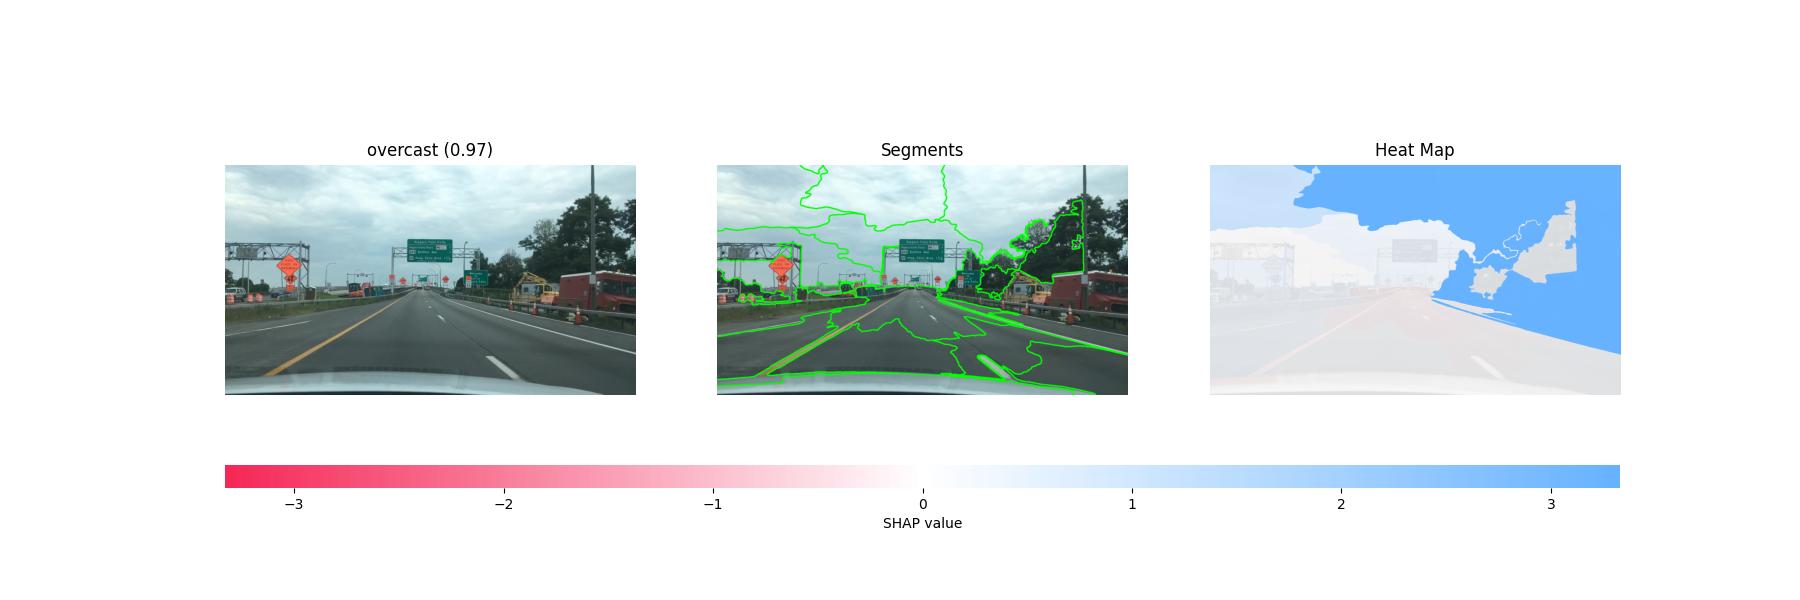 overcast (0.97)
Segments
Heat Map
−3
−2
−1
0
1
2
3
SHAP value